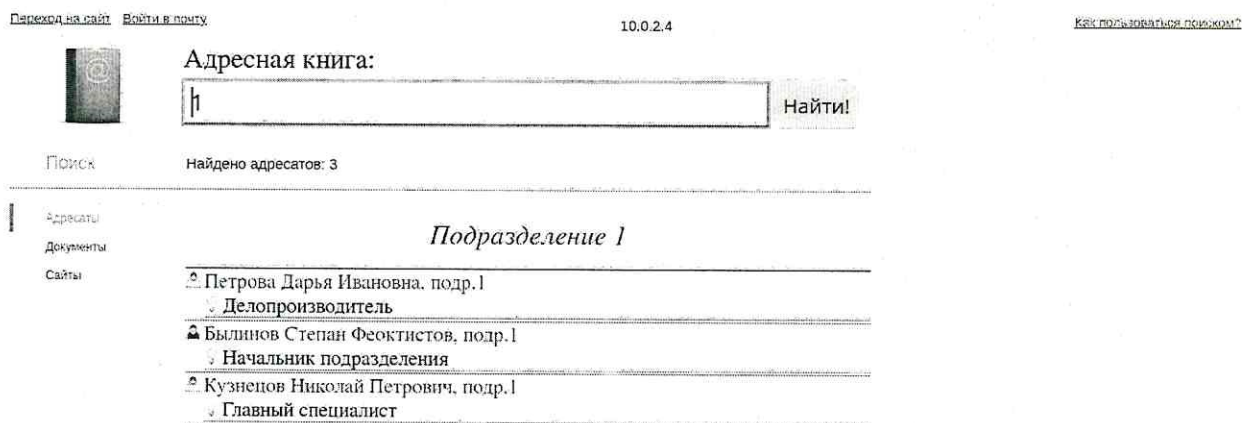 Переход на сайт Войти в почту
10.0.2.4
Как пользоваться поиском?
Адресная книга:
Найти!
Поиск
Найдено адресатов: 3
Адресаты
Документы
Сайты
Подразделение 1
Петрова Дарья Ивановна, подр.1
Делопроизводитель
Былинов Степан Феоктистов, подр.1
Начальник подразделения
Кузнецов Николай Петрович, подр.1
Главный специалист